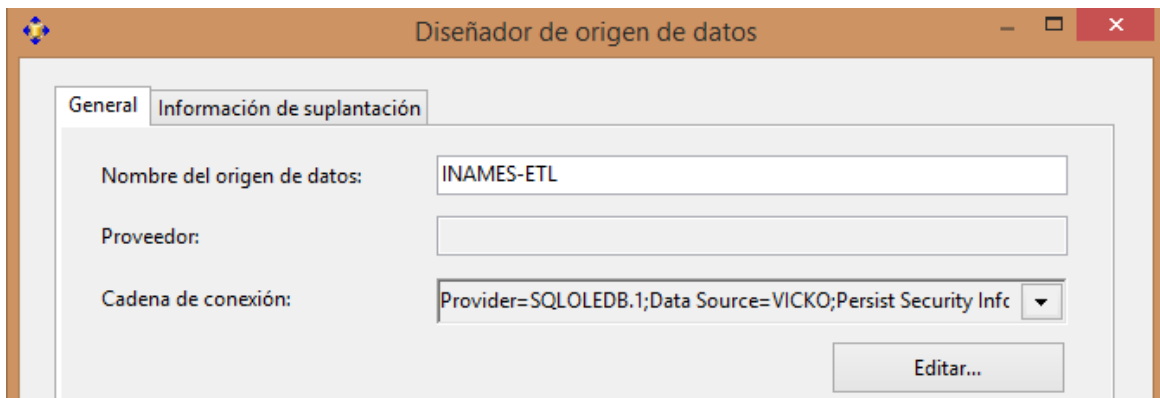 Diseñador de origen de datos
General Información de suplantación
Nombre del origen de datos: INAMES-ETL
Proveedor:
Cadena de conexión: Provider=SQLOLEDB.1;Data Source=VICKO;Persist Security Info
Editar...